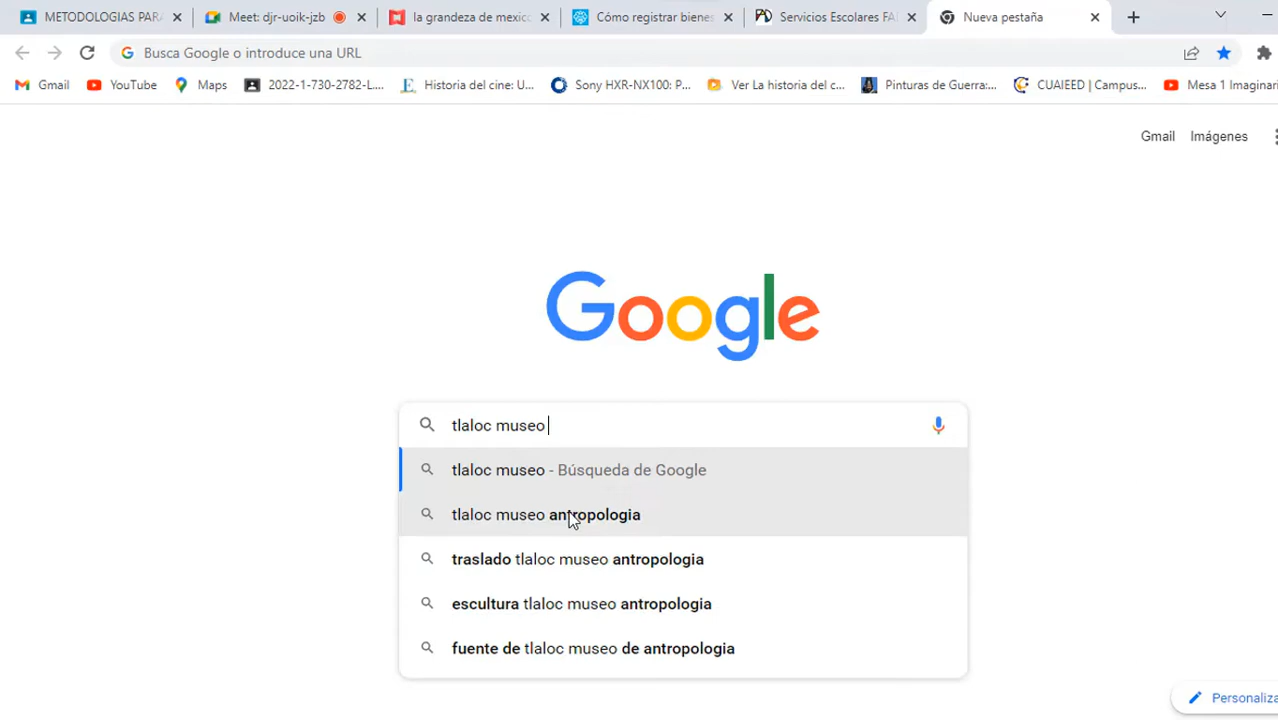 METODOLOGIAS PARA
Meet: djr-uoik-jzb
la grandeza de mexico
Cómo registrar bienes
Servicios Escolares FA
Nueva pestaña
Busca Google o introduce una URL
Gmail
YouTube
Maps
2022-1-730-2782-L...
Historia del cine: U...
Sony HXR-NX100: P...
Ver La historia del c...
Pinturas de Guerra:...
CUAIEED | Campus...
Mesa 1 Imaginari
Gmail Imágenes
Google
tlaloc museo
tlaloc museo - Búsqueda de Google
tlaloc museo antropologia
traslado tlaloc museo antropologia
escultura tlaloc museo antropologia
fuente de tlaloc museo de antropologia
Personaliza